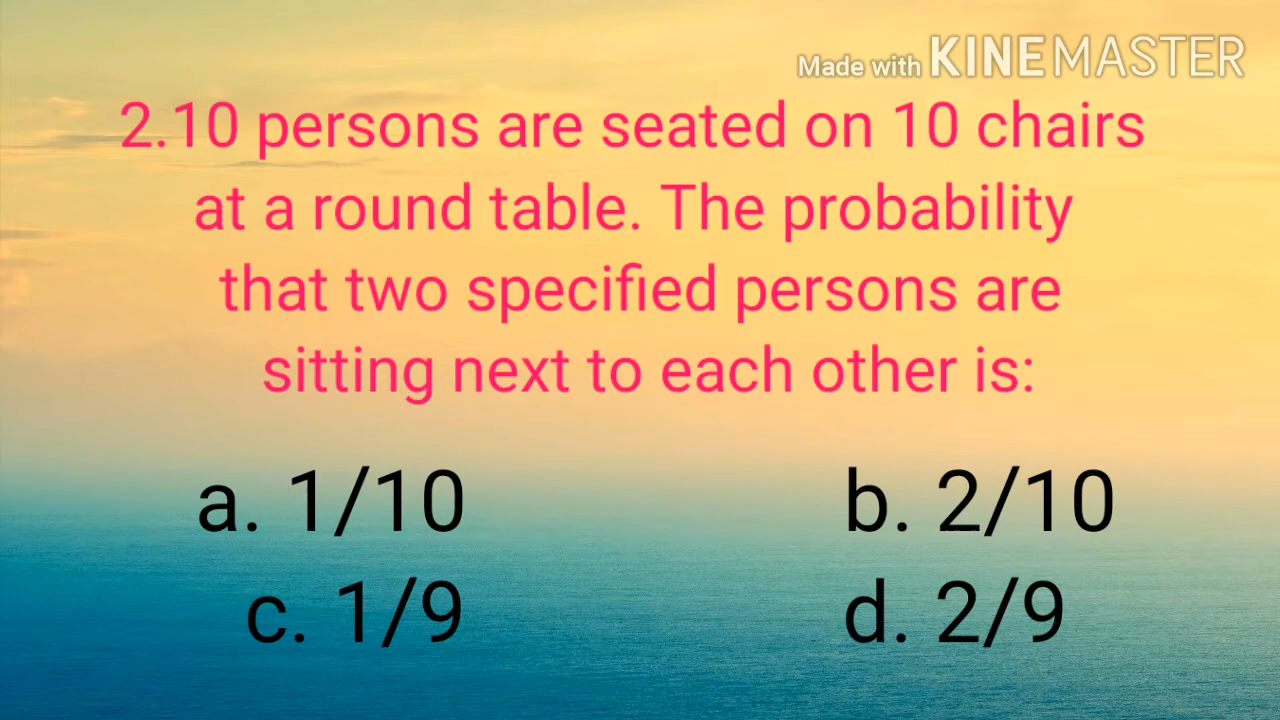 Made with KINEMASTER
2.10 persons are seated on 10 chairs
at a round table. The probability
that two specified persons are
sitting next to each other is:
a. 1/10 b. 2/10
c. 1/9 d. 2/9